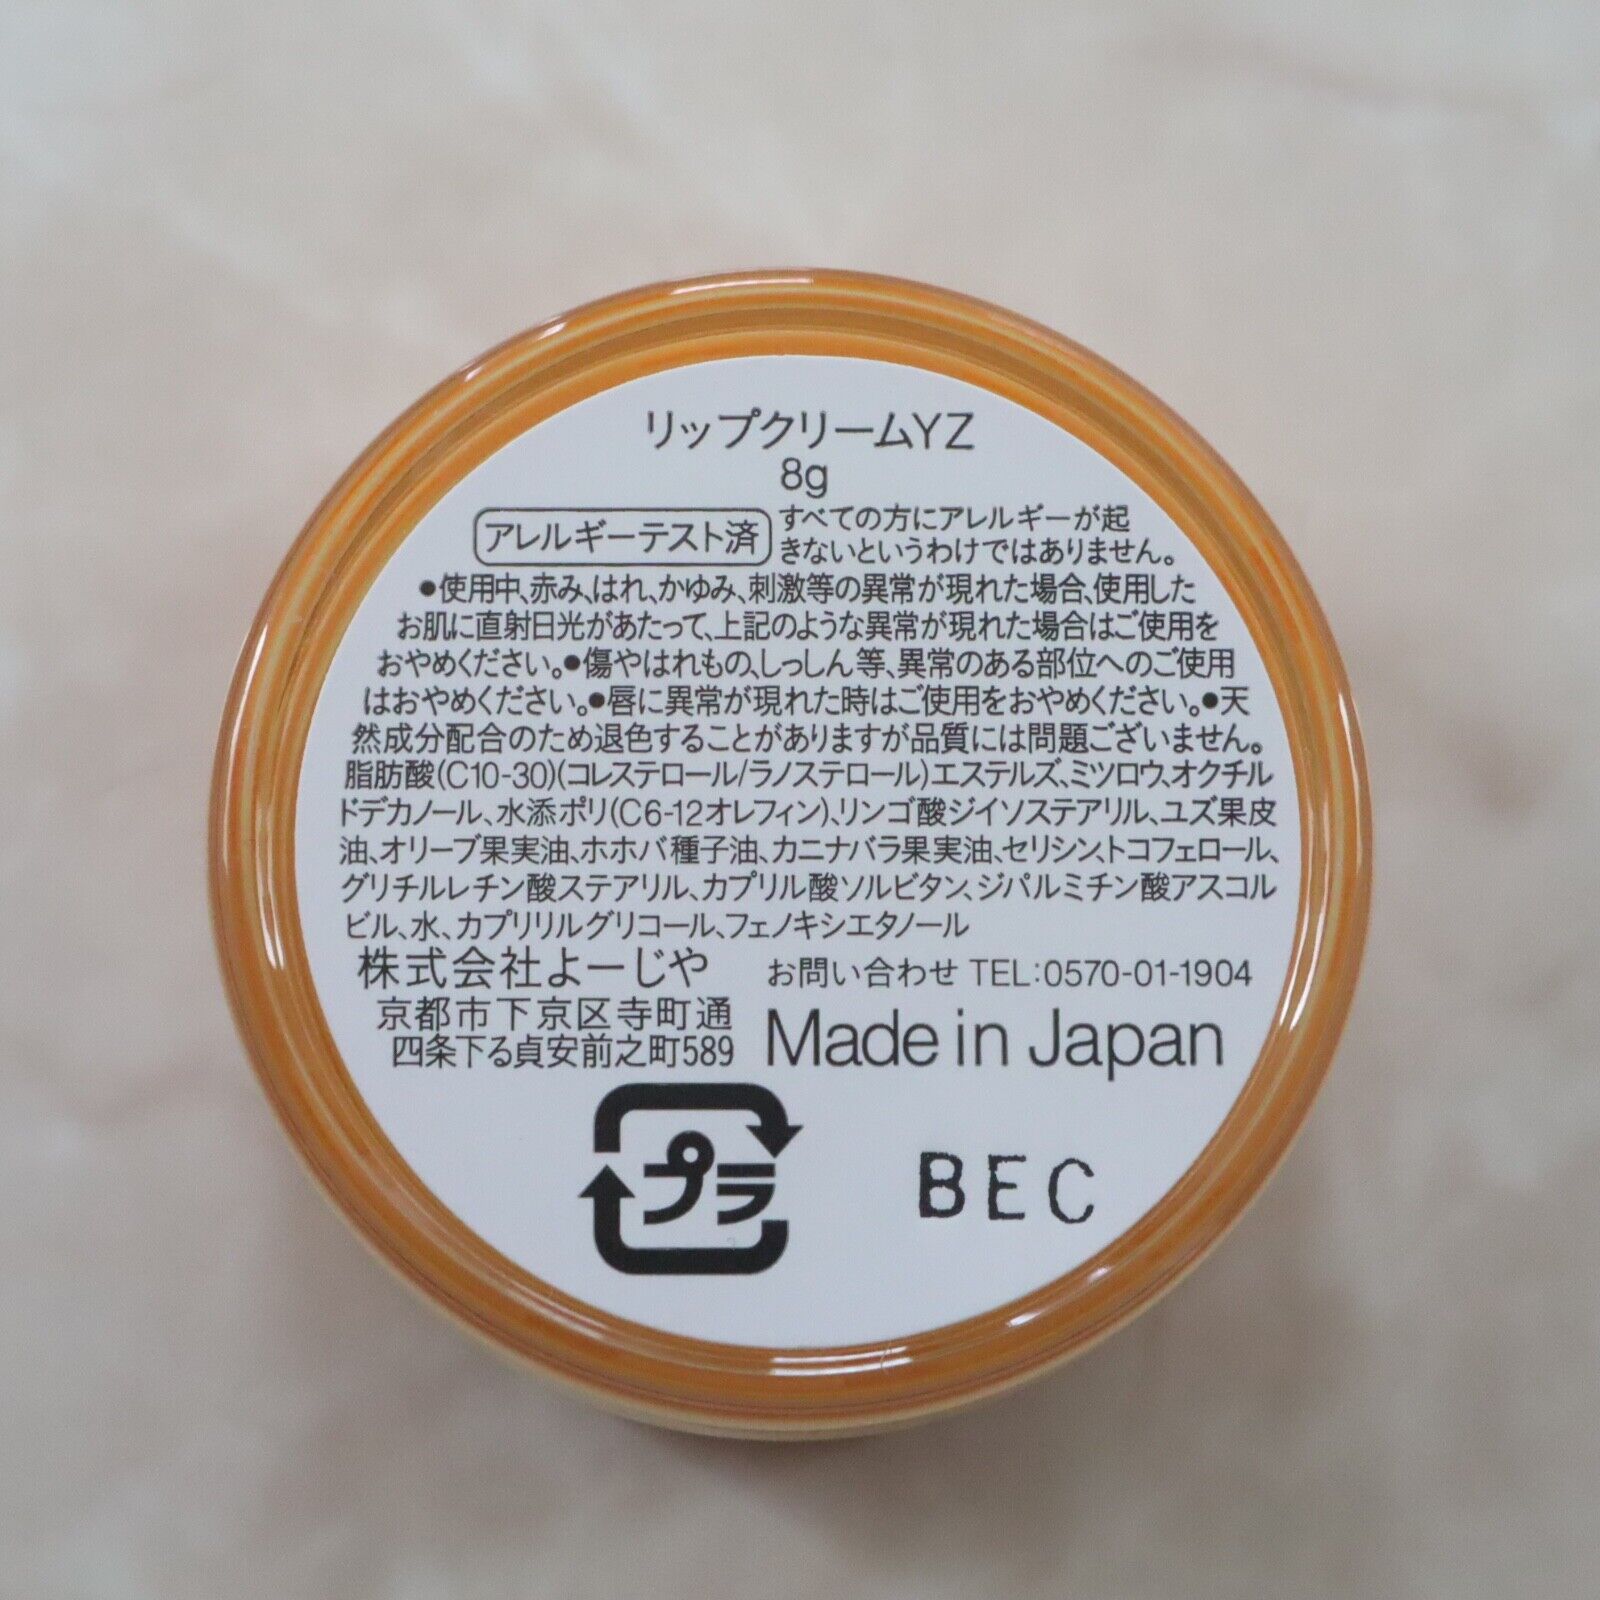 リップクリームYZ
8g
アレルギーテスト済 すべての方にアレルギーが起
きないというわけではありません。
●使用中、赤み、はれ、かゆみ、刺激等の異常が現れた場合、使用した
お肌に直射日光があたって、上記のような異常が現れた場合はご使用を
おやめください。●傷やはれもの、しっしん等、異常のある部位へのご使用
はおやめください。●唇に異常が現れた時はご使用をおやめください。●天
然成分配合のため退色することがありますが品質には問題ございません。
脂肪酸(C10-30)(コレステロール/ラノステロール)エステルズ、ミツロウ、オクチル
ドデカノール、水添ポリ(C6-12オレフィン)、リンゴ酸ジイソステアリル、ユズ果皮
油、オリーブ果実油、ホホバ種子油、カニナバラ果実油、セリシン、トコフェロール、
グリチルレチン酸ステアリル、カプリル酸ソルビタン、ジパルミチン酸アスコル
ビル、水、カプリリルグリコール、フェノキシエタノール
株式会社よーじや お問い合わせ TEL:0570-01-1904
京都市下京区寺町通
四条下る貞安前之町589
Made in Japan
プラ
BEC